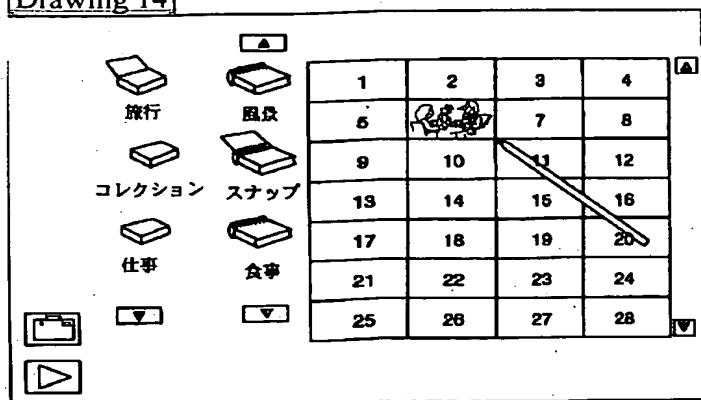 Drawing 14
旅行
風景
コレクション
スナップ
仕事
食事
1 2 3 4
5 7 8
9 10 11 12
13 14 15 16
17 18 19 20
21 22 23 24
25 26 27 28